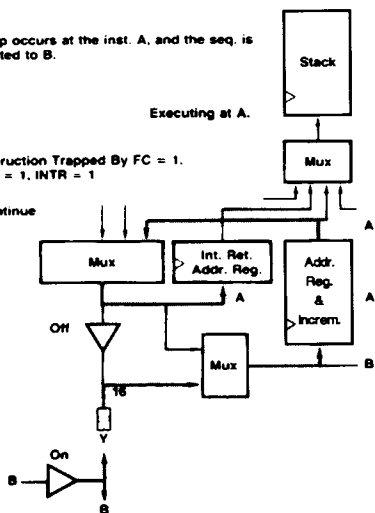 p occurs at the inst. A, and the seq. is
ted to B.
Stack
Executing at A.
ruction Trapped By FC = 1.
= 1, INTR = 1
Mux
ntinue
A
Mux
Int. Ret.
Addr. Reg.
Addr.
Reg.
&
Increm.
A
A
Off
Mux
B
16
Y
On
B
B